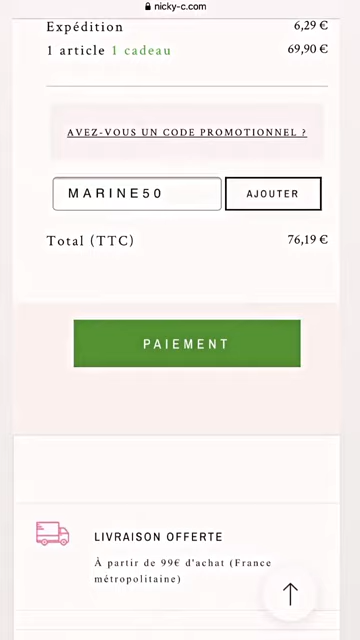 nicky-c.com
Expédition 6,29 €
1 article 1 cadeau 69,90 €
AVEZ-VOUS UN CODE PROMOTIONNEL ?
MARINE50 AJOUTER
Total (TTC) 76,19 €
PAIEMENT
LIVRAISON OFFERTE
À partir de 99€ d'achat (France
métropolitaine)